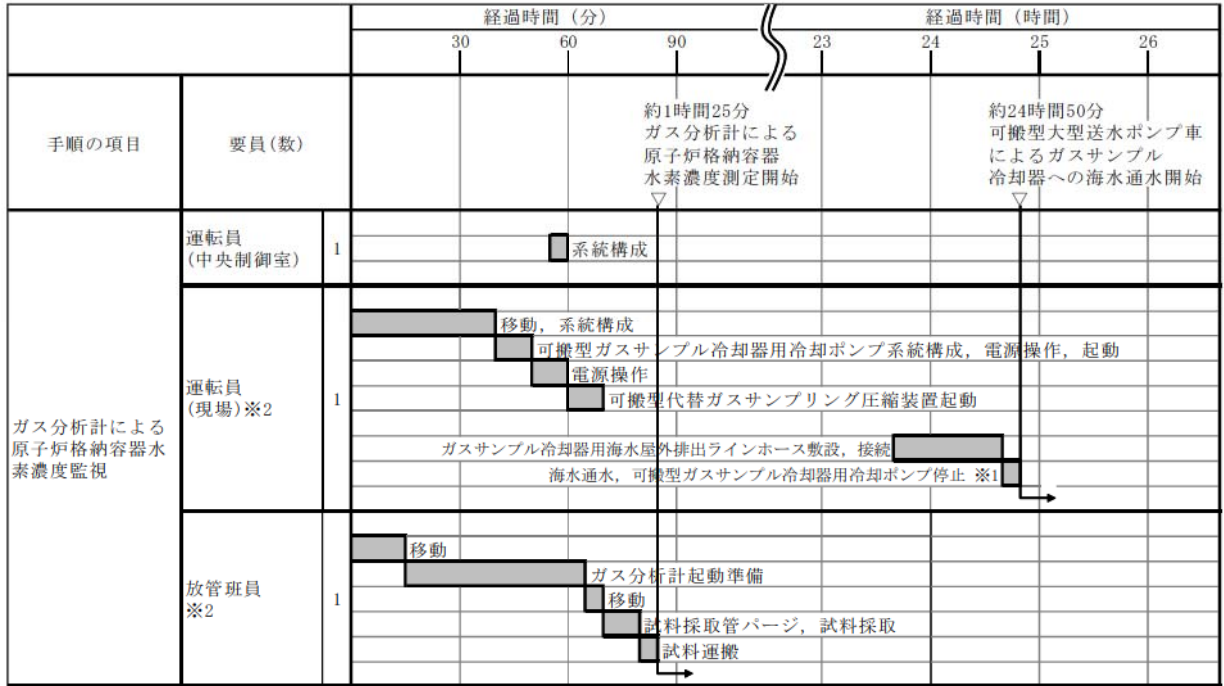 経過時間（分）
経過時間（時間）
30
60
90
23
24
25
26
手順の項目
要員(数)
約1時間25分
ガス分析計による
原子炉格納容器
水素濃度測定開始
▽
約24時間50分
可搬型大型送水ポンプ車
によるガスサンプル
冷却器への海水通水開始
▽
ガス分析計による
原子炉格納容器水
素濃度監視
運転員
(中央制御室)
1
系統構成
運転員
(現場)※2
1
移動，系統構成
可搬型ガスサンプル冷却器用冷却ポンプ系統構成，電源操作，起動
電源操作
可搬型代替ガスサンプリング圧縮装置起動
ガスサンプル冷却器用海水屋外排出ラインホース敷設，接続
海水通水，可搬型ガスサンプル冷却器用冷却ポンプ停止 ※1
放管班員
※2
1
移動
ガス分析計起動準備
移動
試料採取管パージ，試料採取
試料運搬